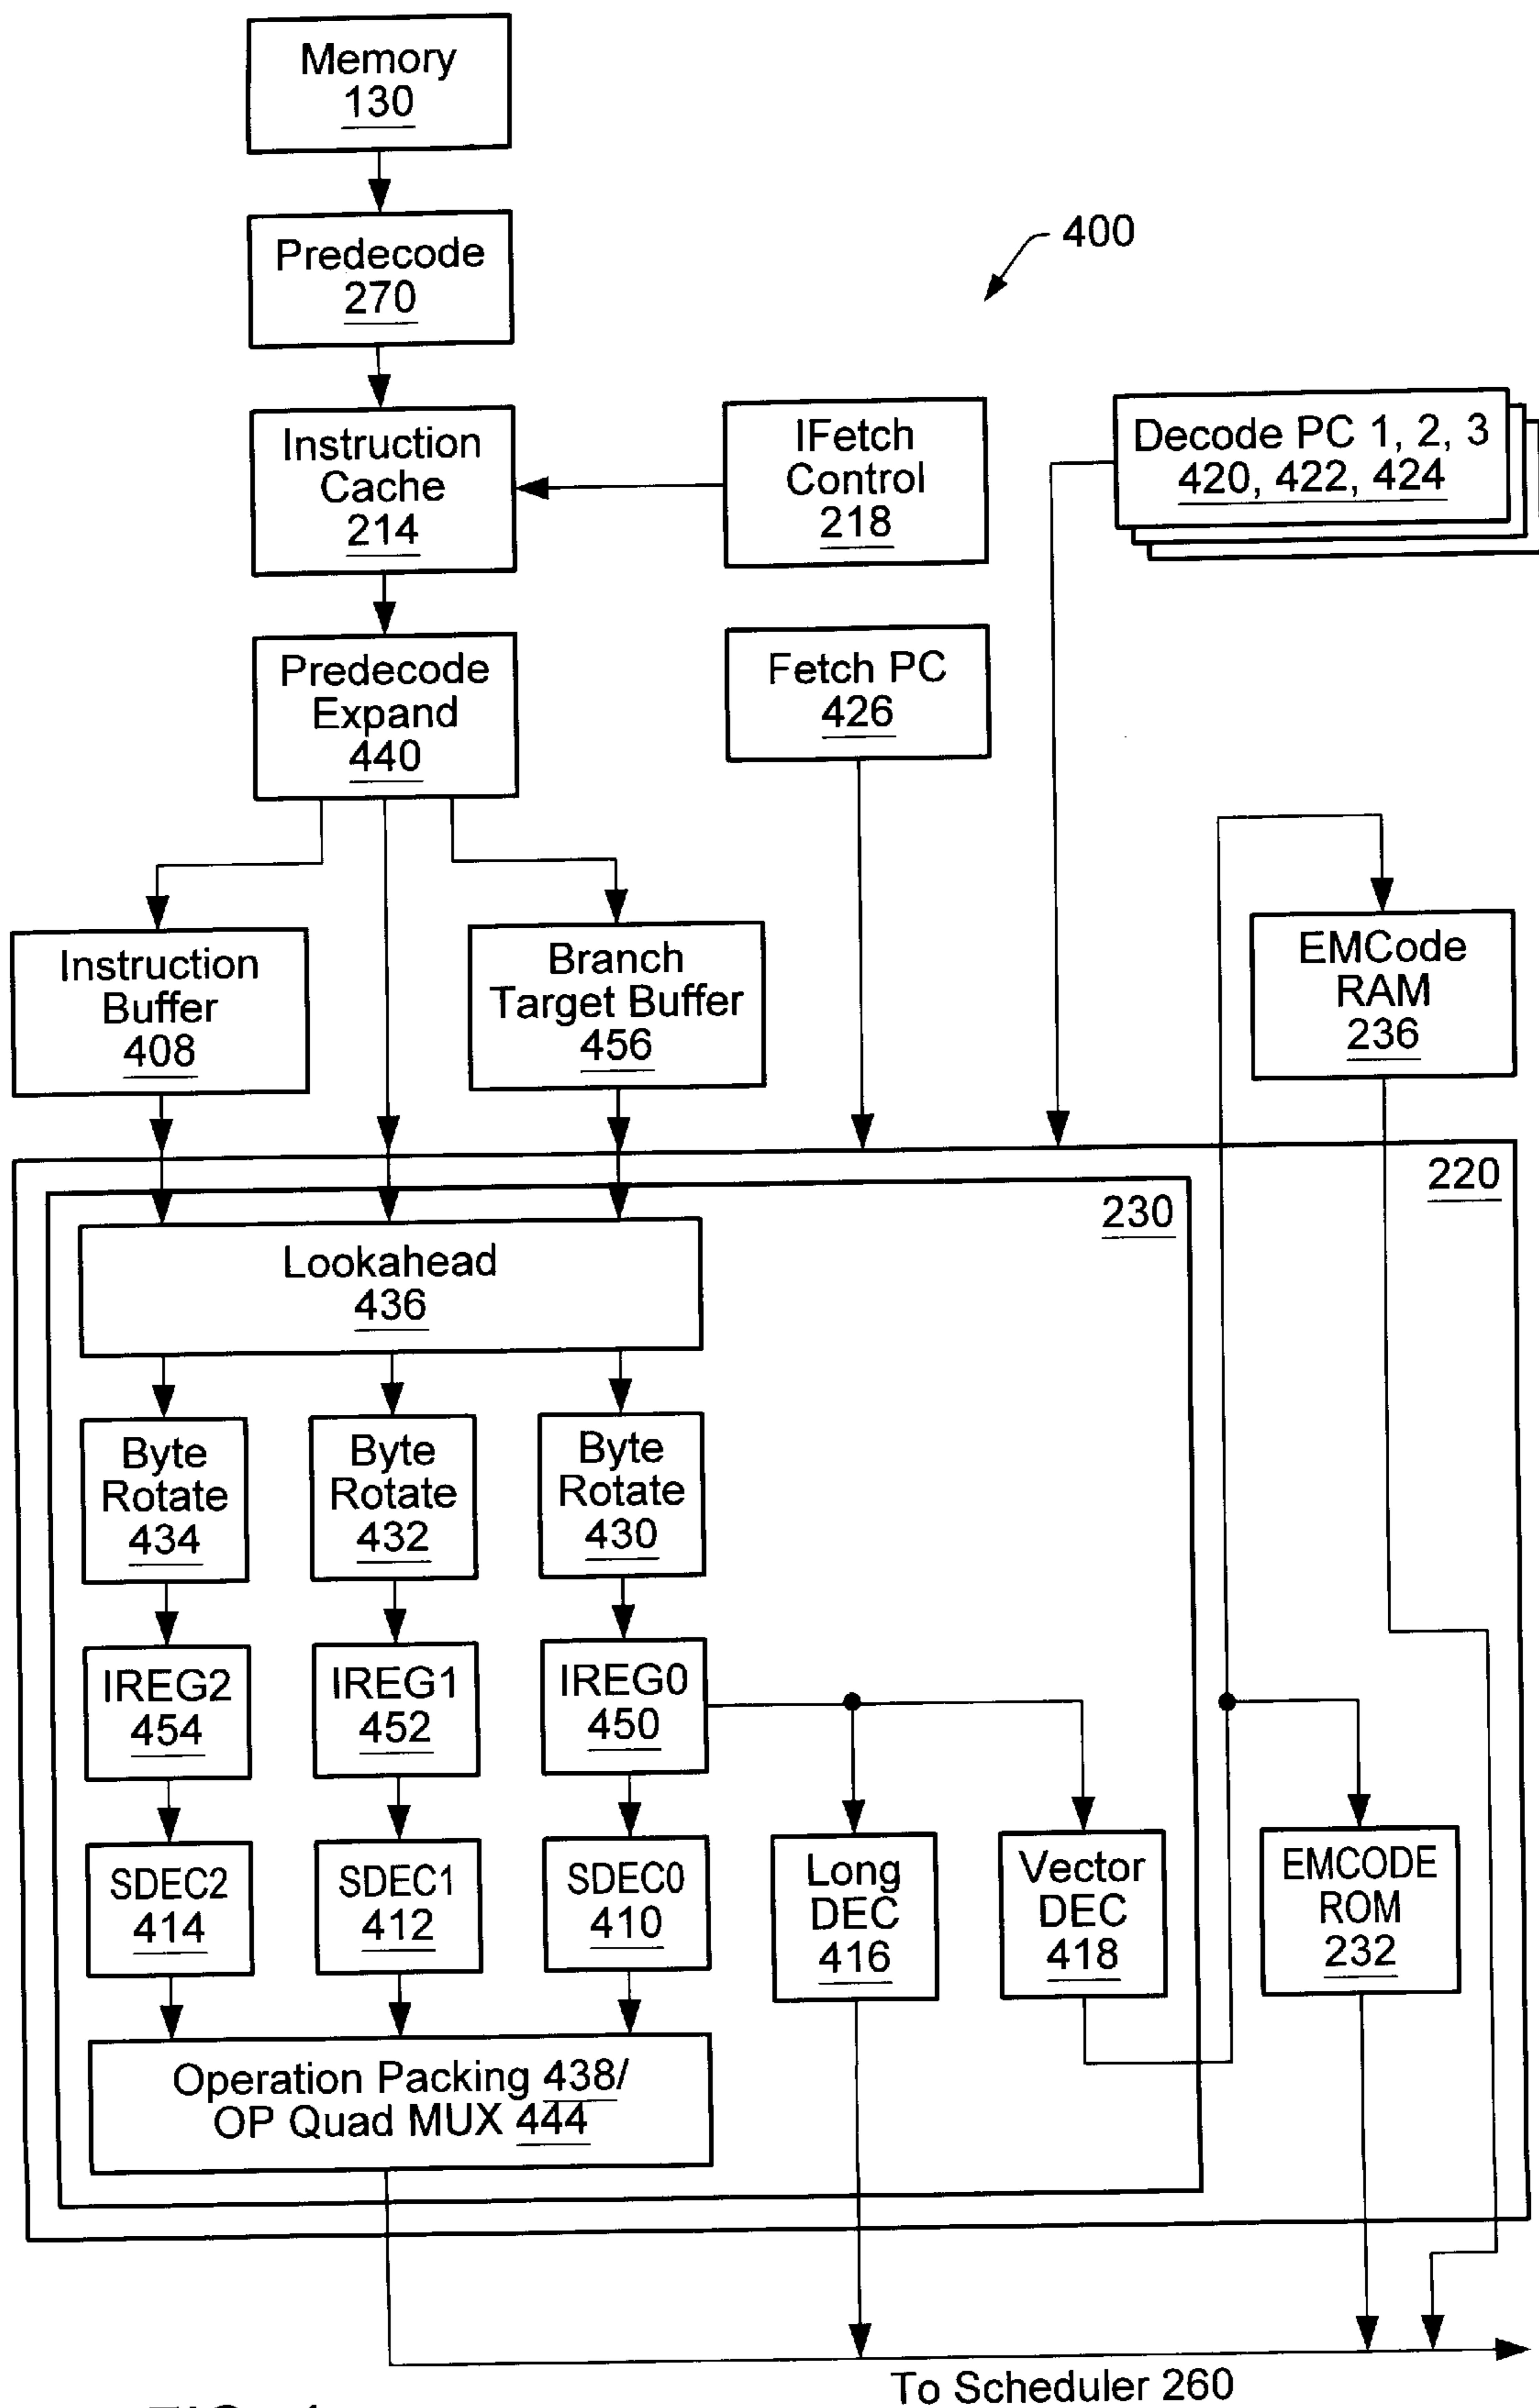 Memory
130
Predecode
270
400
Instruction
Cache
214
IFetch
Control
218
Decode PC 1, 2, 3
420, 422, 424
Predecode
Expand
440
Fetch PC
426
Instruction
Buffer
408
Branch
Target Buffer
456
EMCode
RAM
236
220
230
Lookahead
436
Byte
Rotate
434
Byte
Rotate
432
Byte
Rotate
430
IREG2
454
IREG1
452
IREG0
450
SDEC2
414
SDEC1
412
SDEC0
410
Long
DEC
416
Vector
DEC
418
EMCODE
ROM
232
Operation Packing 438/
OP Quad MUX 444
To Scheduler 260